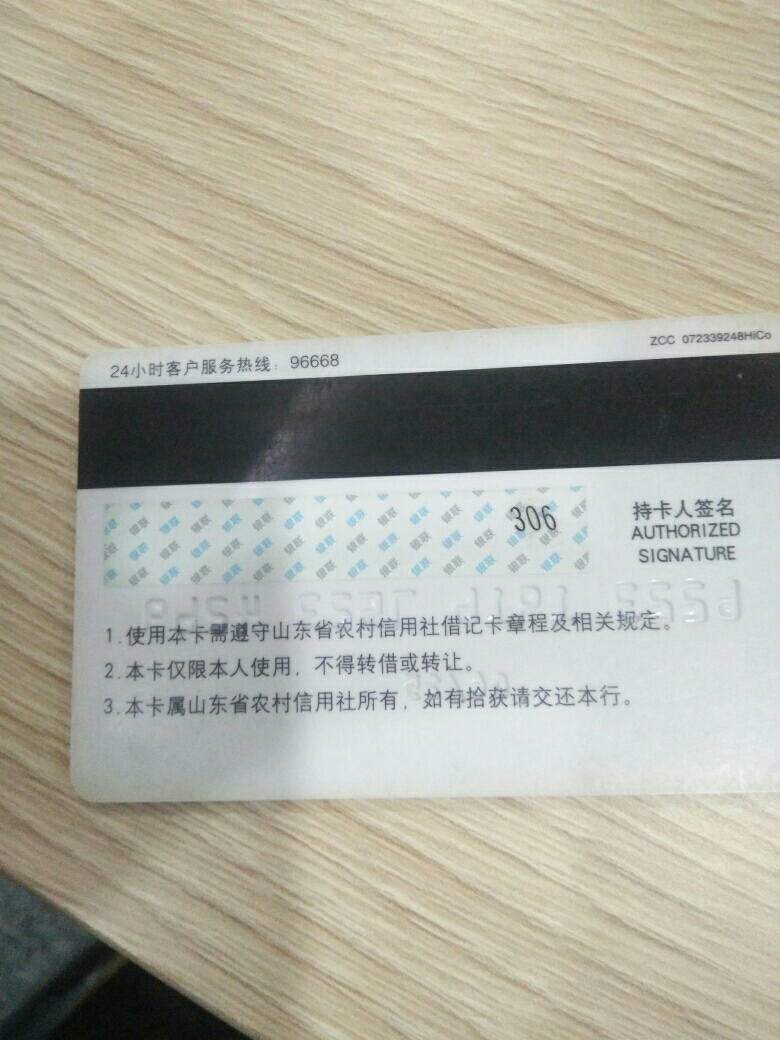 ZCC 072339248HiCo
24小时客户服务热线：96668
306
持卡人签名
AUTHORIZED
SIGNATURE
1.使用本卡需遵守山东省农村信用社借记卡章程及相关规定。
2.本卡仅限本人使用，不得转借或转让。
3.本卡属山东省农村信用社所有，如有拾获请交还本行。